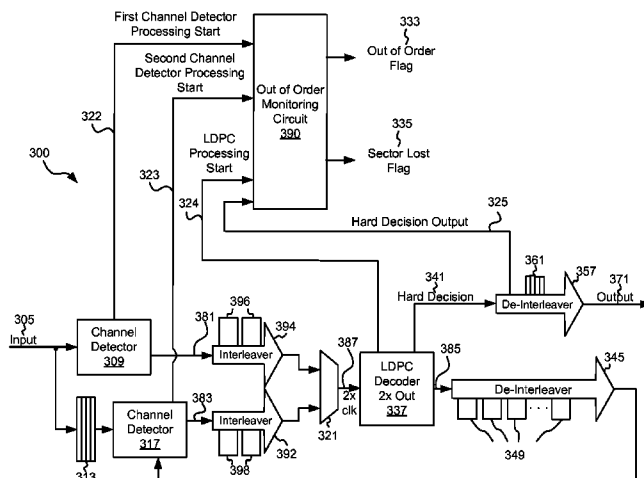 First Channel Detector
Processing Start
Second Channel
Detector Processing
Start
322
LDPC
Processing
Start
300
323
324
Out of Order
Monitoring
Circuit
390
333
Out of Order
Flag
335
Sector Lost
Flag
325
Hard Decision Output
361
357
341
371
Hard Decision
De-Interleaver
Output
305
Input
381
396
394
Channel
Detector
309
Interleaver
387
385
345
2x
clk
LDPC
Decoder
2x Out
337
De-Interleaver
Channel
Detector
317
383
Interleaver
321
313
398
392
349